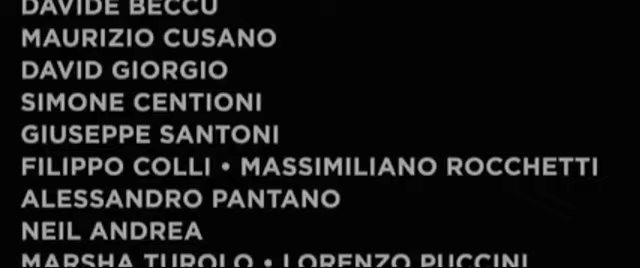 DAVIDE BECCU
MAURIZIO CUSANO
DAVID GIORGIO
SIMONE CENTIONI
GIUSEPPE SANTONI
FILIPPO COLLI • MASSIMILIANO ROCCHETTI
ALESSANDRO PANTANO
NEIL ANDREA
MARSHA TUROLO • LORENZO PUCCINI